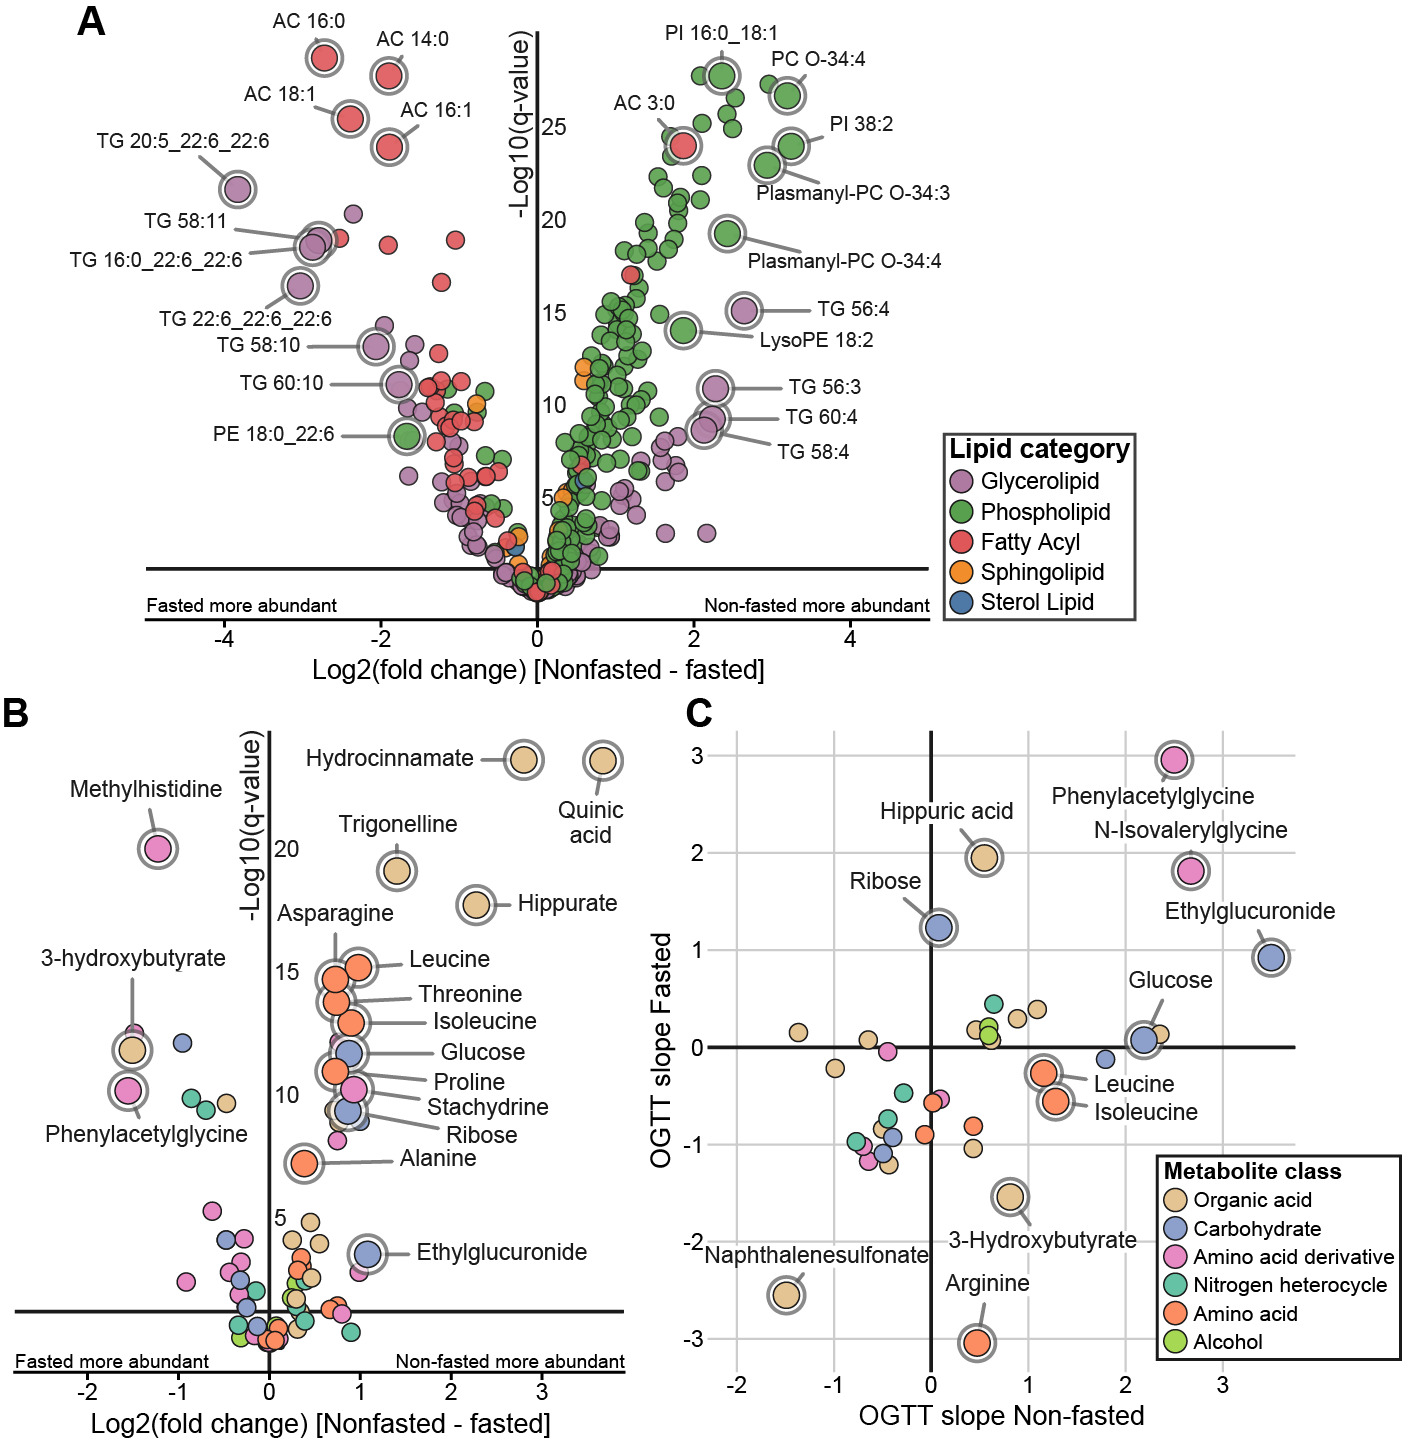 A
AC 16:0
AC 14:0
AC 18:1
AC 16:1
TG 20:5_22:6_22:6
TG 58:11
TG 16:0_22:6_22:6
TG 22:6_22:6_22:6
TG 58:10
TG 60:10
PE 18:0_22:6
PI 16:0_18:1
PC O-34:4
AC 3:0
PI 38:2
Plasmanyl-PC O-34:3
Plasmanyl-PC O-34:4
TG 56:4
LysoPE 18:2
TG 56:3
TG 60:4
TG 58:4
-Log10(q-value)
25
20
15
10
5
Fasted more abundant
Non-fasted more abundant
-4
-2
0
2
4
Log2(fold change) [Nonfasted - fasted]
Lipid category
Glycerolipid
Phospholipid
Fatty Acyl
Sphingolipid
Sterol Lipid
B
-Log10(q-value)
Hydrocinnamate
Quinic
acid
Methylhistidine
Trigonelline
20
Hippurate
Asparagine
3-hydroxybutyrate
Leucine
15
Threonine
Isoleucine
Glucose
Proline
10
Stachydrine
Ribose
Phenylacetylglycine
Alanine
5
Ethylglucuronide
Fasted more abundant
Non-fasted more abundant
-2
-1
0
1
2
3
Log2(fold change) [Nonfasted - fasted]
C
OGTT slope Fasted
3
2
1
0
-1
-2
-3
Phenylacetylglycine
Hippuric acid
N-Isovalerylglycine
Ribose
Ethylglucuronide
Glucose
Leucine
Isoleucine
3-Hydroxybutyrate
Naphthalenesulfonate
Arginine
-2
-1
0
1
2
3
OGTT slope Non-fasted
Metabolite class
Organic acid
Carbohydrate
Amino acid derivative
Nitrogen heterocycle
Amino acid
Alcohol